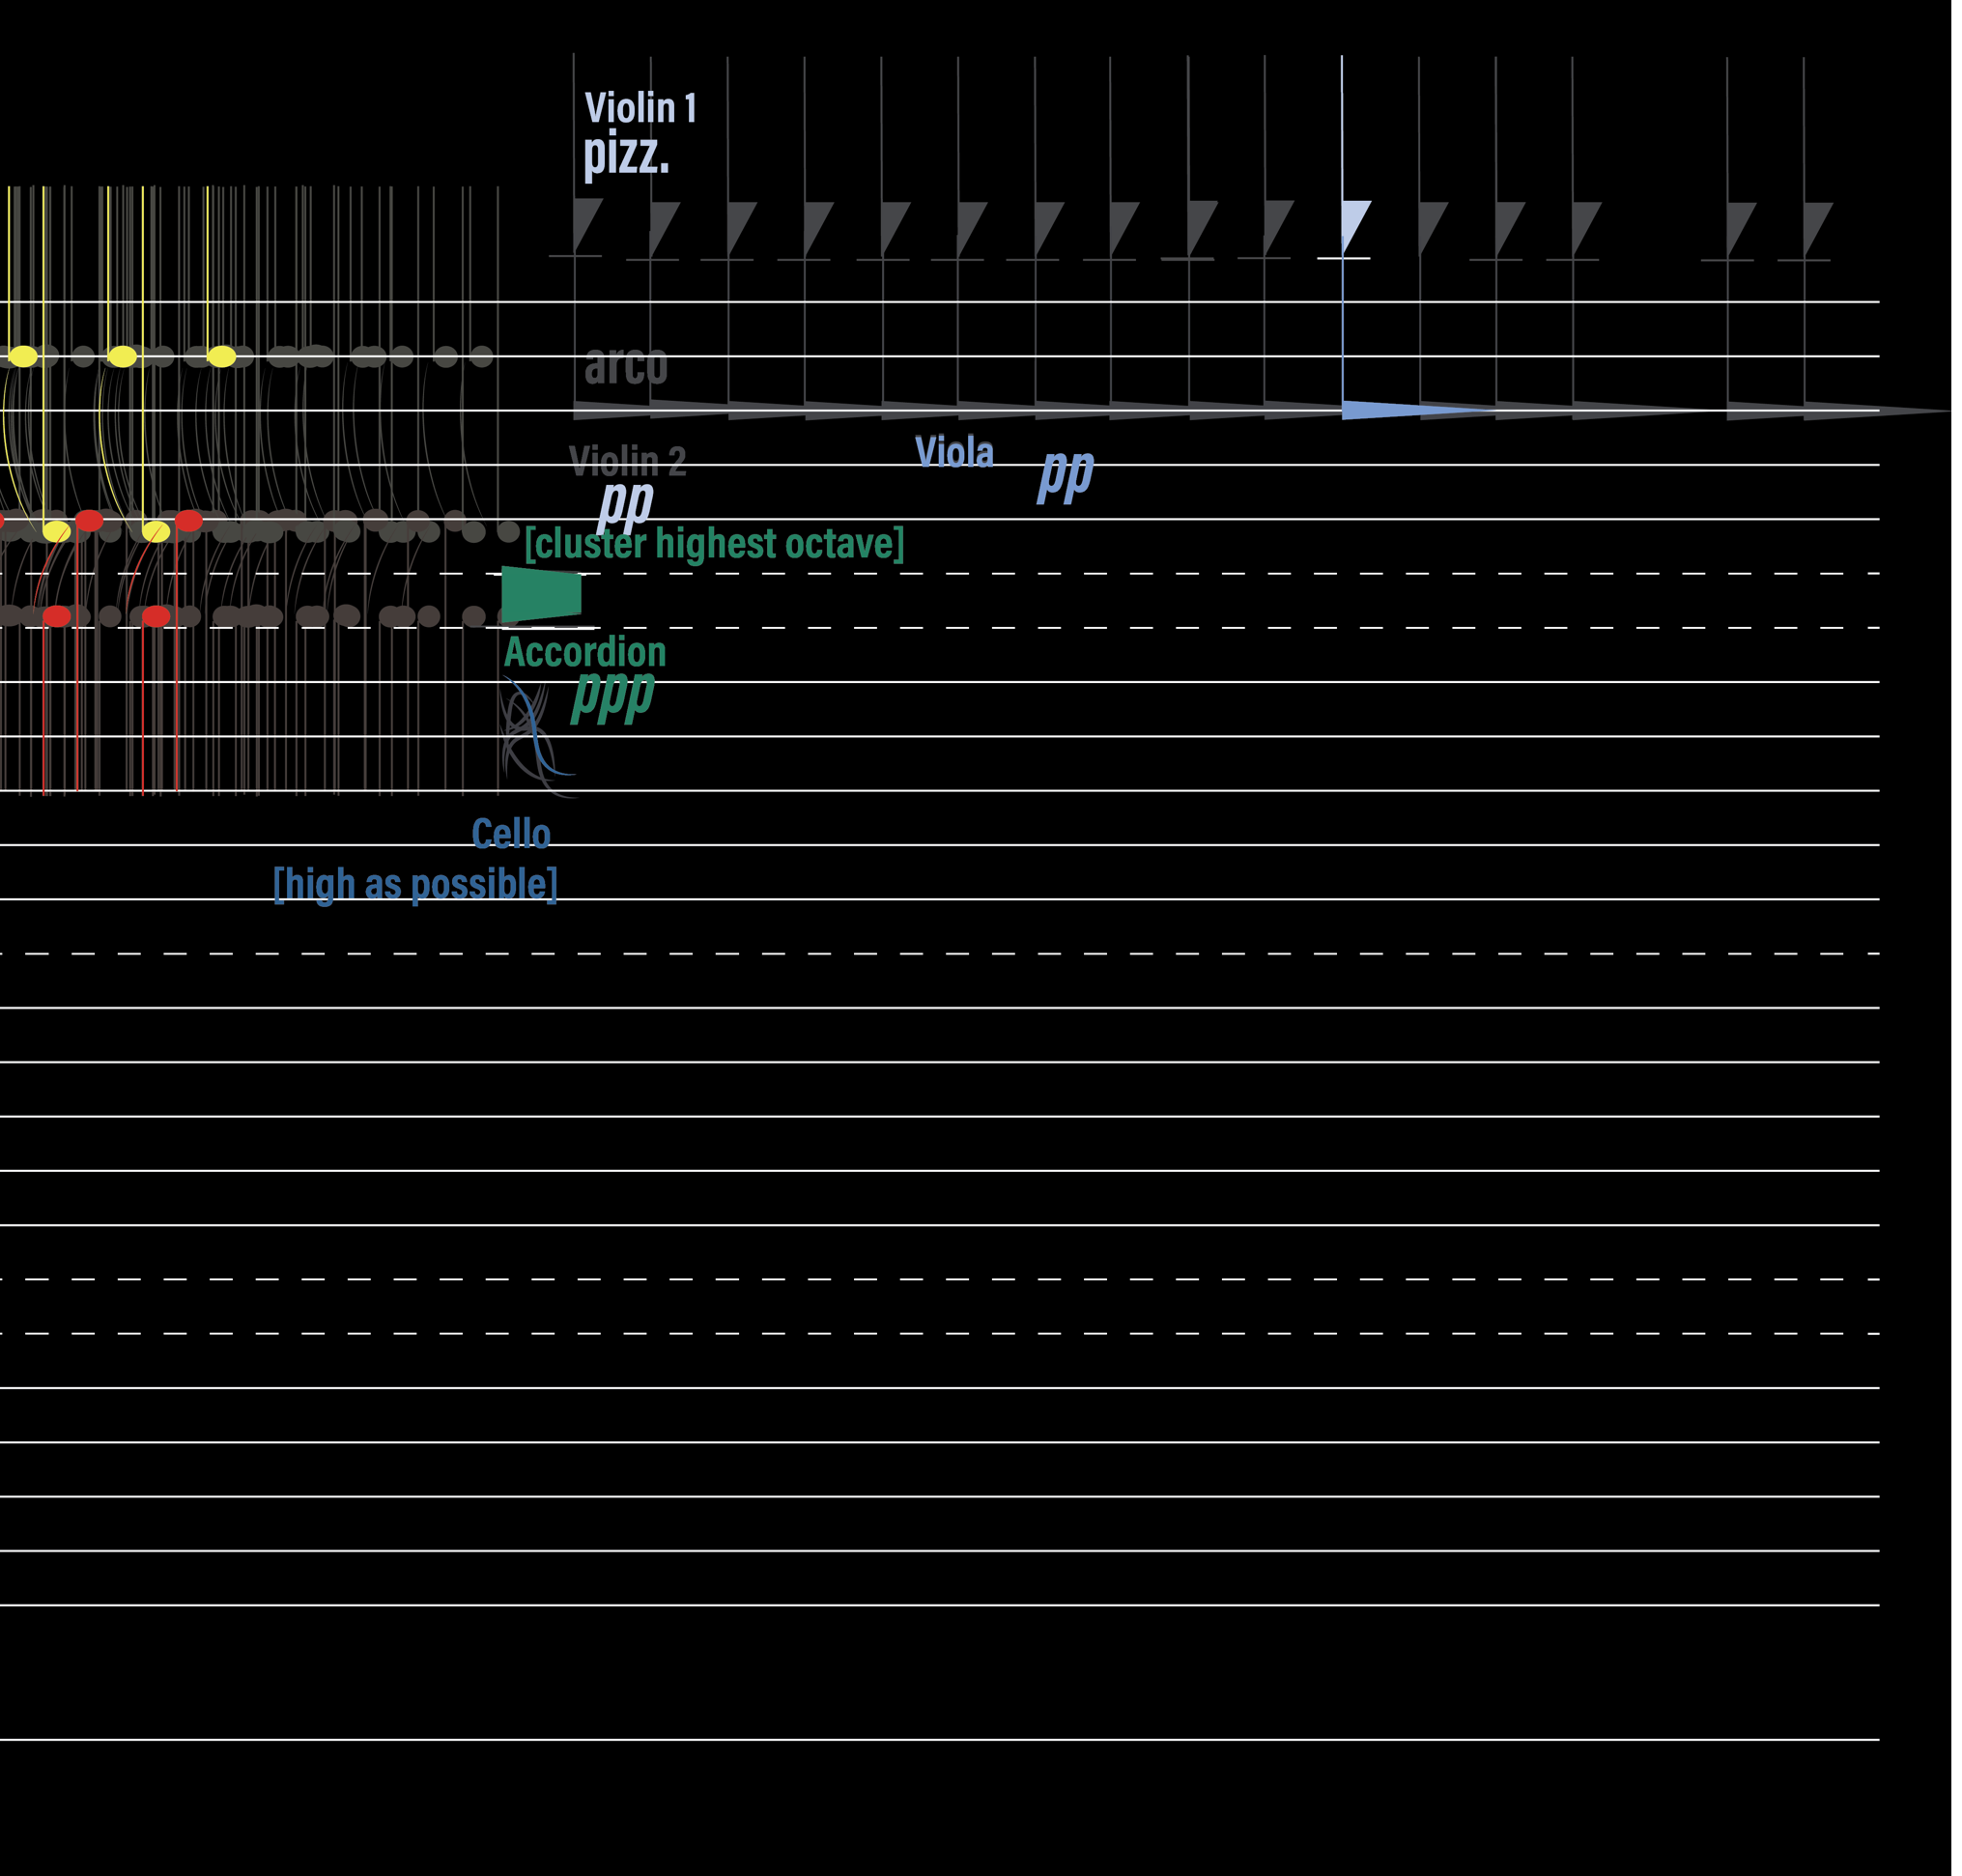 Violin 1
pizz.
arco
Violin 2
pp
Viola
pp
[cluster highest octave]
Accordion
ppp
Cello
[high as possible]